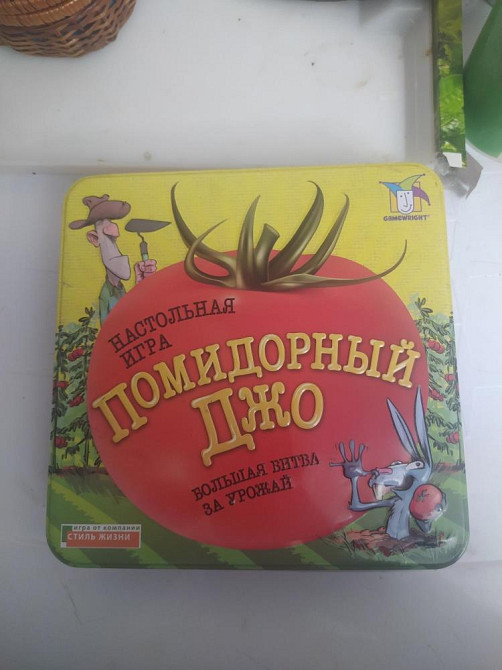 GAMEWRIGHT
НАСТОЛЬНАЯ
ИГРА
ПОМИДОРНЫЙ
ДЖО
БОЛЬШАЯ БИТВА
ЗА УРОЖАЙ
игра от компании
СТИЛЬ ЖИЗНИ